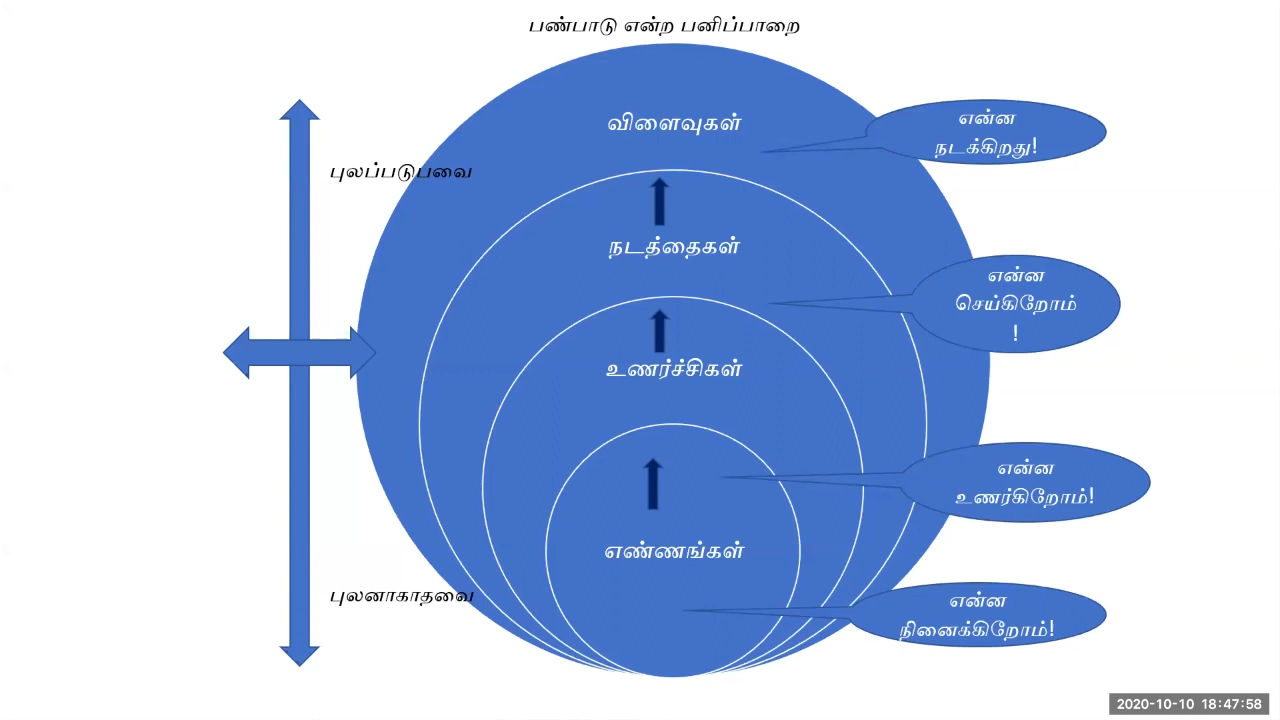 பண்பாடு என்ற பனிப்பாறை
விளைவுகள்
என்ன
நடக்கிறது!
புலப்படுபவை
நடத்தைகள்
என்ன
செய்கிறோம்
!
உணர்ச்சிகள்
என்ன
உணர்கிறோம்!
எண்ணங்கள்
புலனாகாதவை
என்ன
நினைக்கிறோம்!
2020-10-10 18:47:58